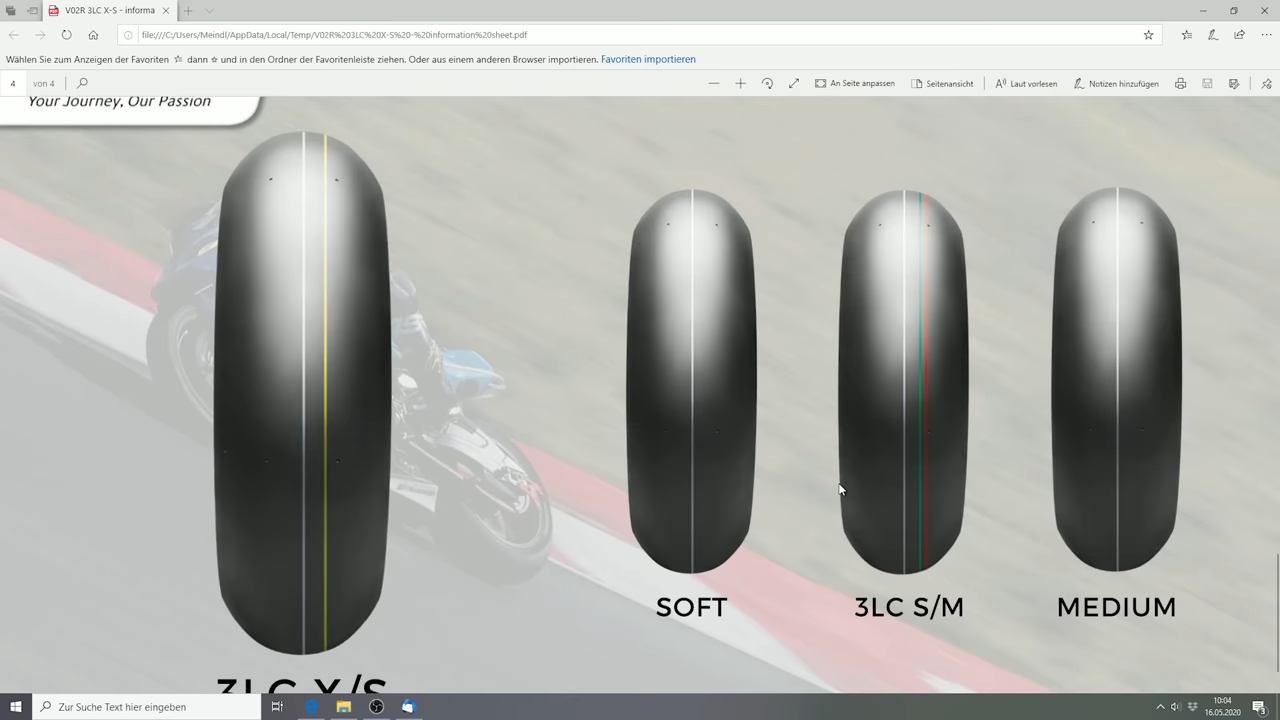 V02R 3LC X-S - informa
file:///C:/Users/Meindl/AppData/Local/Temp/V02R%203LC%20X-S%20-%20information%20sheet.pdf
Wählen Sie zum Anzeigen der Favoriten dann ☆ und in den Ordner der Favoritenleiste ziehen. Oder aus einem anderen Browser importieren. Favoriten importieren
4 von 4 An Seite anpassen Seitenansicht Laut vorlesen Notizen hinzufügen
Your Journey, Our Passion
SOFT
3LC S/M
MEDIUM
3LC X/S
Zur Suche Text hier eingeben
10:04
16.05.2020
3